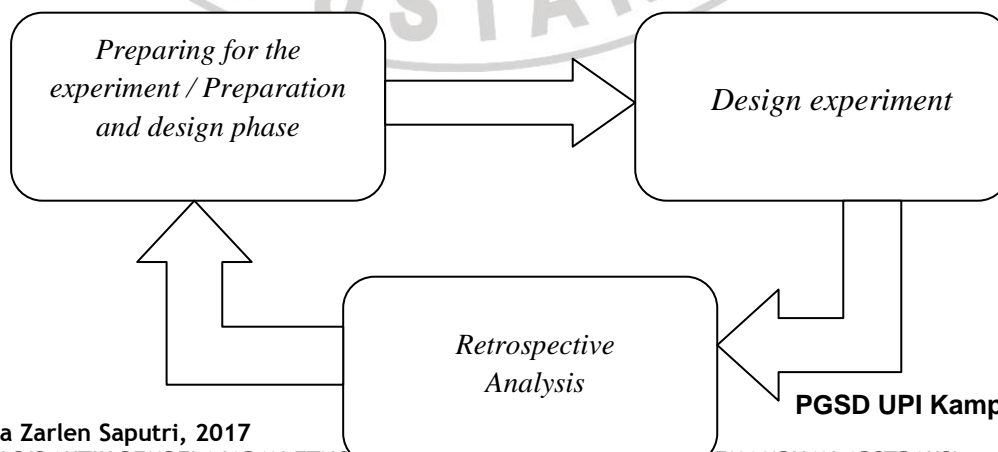 Preparing for the
experiment / Preparation
and design phase
Design experiment
Retrospective
Analysis
PGSD UPI Kamp
a Zarlen Saputri, 2017